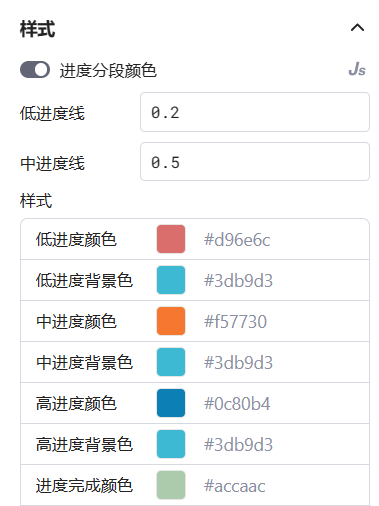 样式
进度分段颜色 Js
低进度线 0.2
中进度线 0.5
样式
低进度颜色 #d96e6c
低进度背景色 #3db9d3
中进度颜色 #f57730
中进度背景色 #3db9d3
高进度颜色 #0c80b4
高进度背景色 #3db9d3
进度完成颜色 #accaac